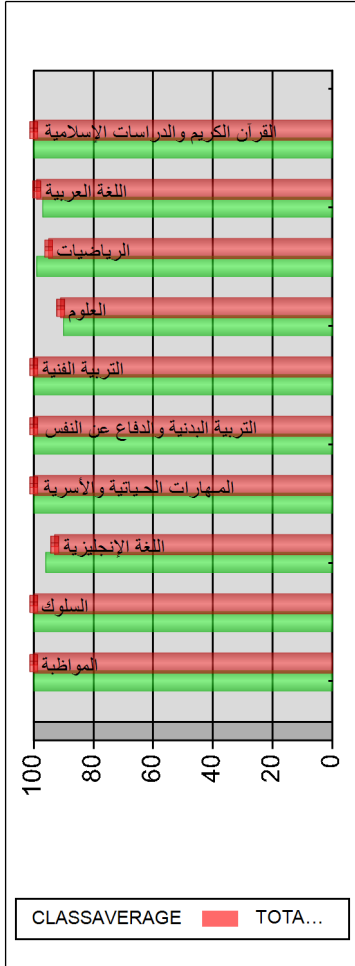 القرآن الكريم والدراسات الإسلامية
اللغة العربية
الرياضيات
العلوم
التربية الفنية
التربية البدنية والدفاع عن النفس
المهارات الحياتية والأسرية
اللغة الإنجليزية
السلوك
المواظبة
100
80
60
40
20
0
CLASSAVERAGE
TOTA...